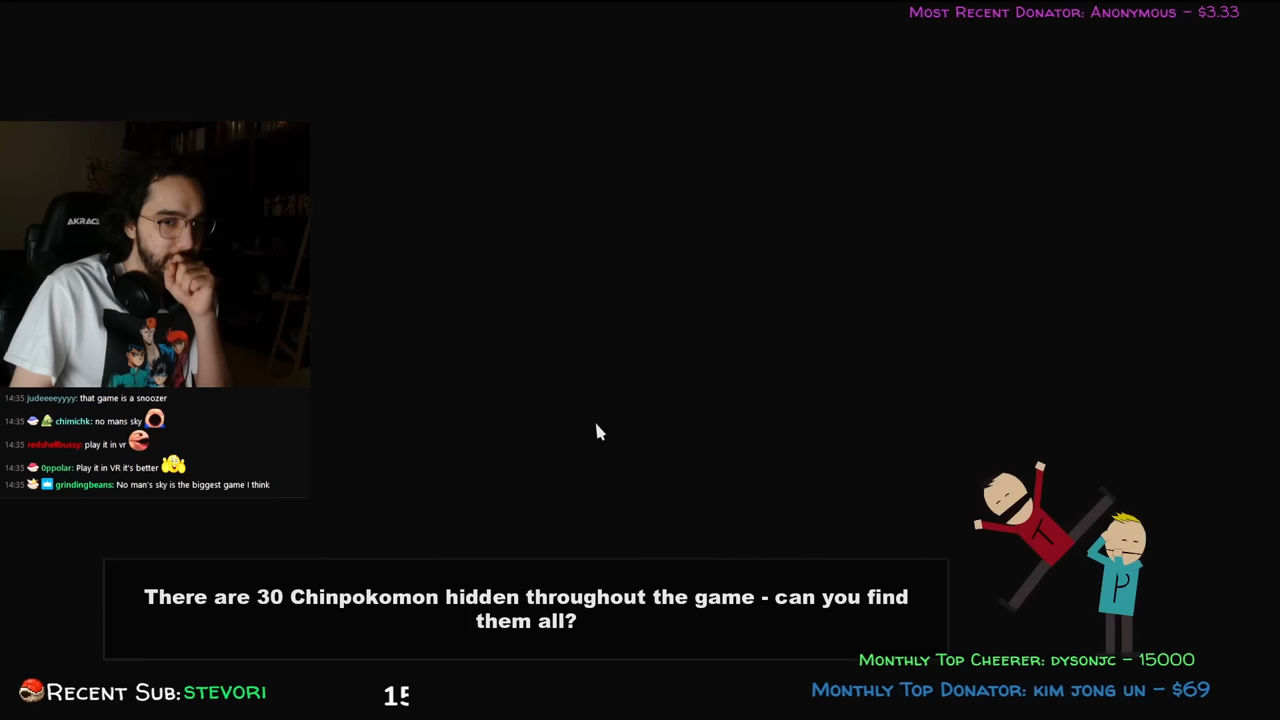 Most Recent Donator: Anonymous – $3.33
AKRACI
14:35 judeeeeyyyy: that game is a snoozer
14:35 chimichk: no mans sky
14:35 redshellbussy: play it in vr
14:35 0ppolar: Play it in VR it's better
14:35 grindingbeans: No man's sky is the biggest game I think
T
P
There are 30 Chinpokomon hidden throughout the game - can you find
them all?
Monthly Top Cheerer: dysonjc – 15000
Recent Sub: stevori
15
Monthly Top Donator: kim jong un – $69